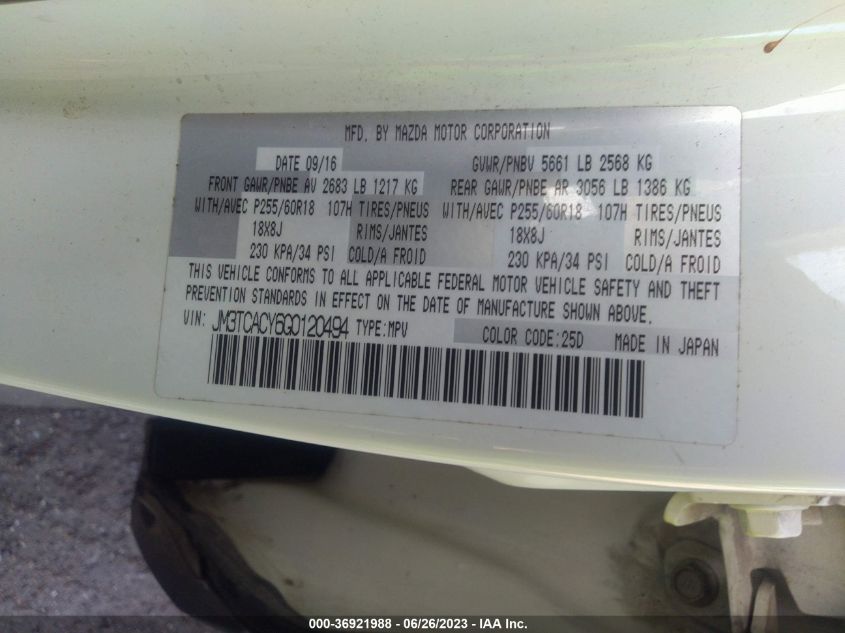 MFD. BY MAZDA MOTOR CORPORATION
DATE 09/16 GVWR/PNBV 5661 LB 2568 KG
FRONT GAWR/PNBE AV 2683 LB 1217 KG REAR GAWR/PNBE AR 3056 LB 1386 KG
WITH/AVEC P255/60R18 107H TIRES/PNEUS WITH/AVEC P255/60R18 107H TIRES/PNEUS
18X8J RIMS/JANTES 18X8J RIMS/JANTES
230 KPA/34 PSI COLD/A FROID 230 KPA/34 PSI COLD/A FROID
THIS VEHICLE CONFORMS TO ALL APPLICABLE FEDERAL MOTOR VEHICLE SAFETY AND THEFT
PREVENTION STANDARDS IN EFFECT ON THE DATE OF MANUFACTURE SHOWN ABOVE.
VIN: JM3TCACY6G0120494 TYPE:MPV COLOR CODE:25D MADE IN JAPAN
000-36921988 - 06/26/2023 - IAA Inc.